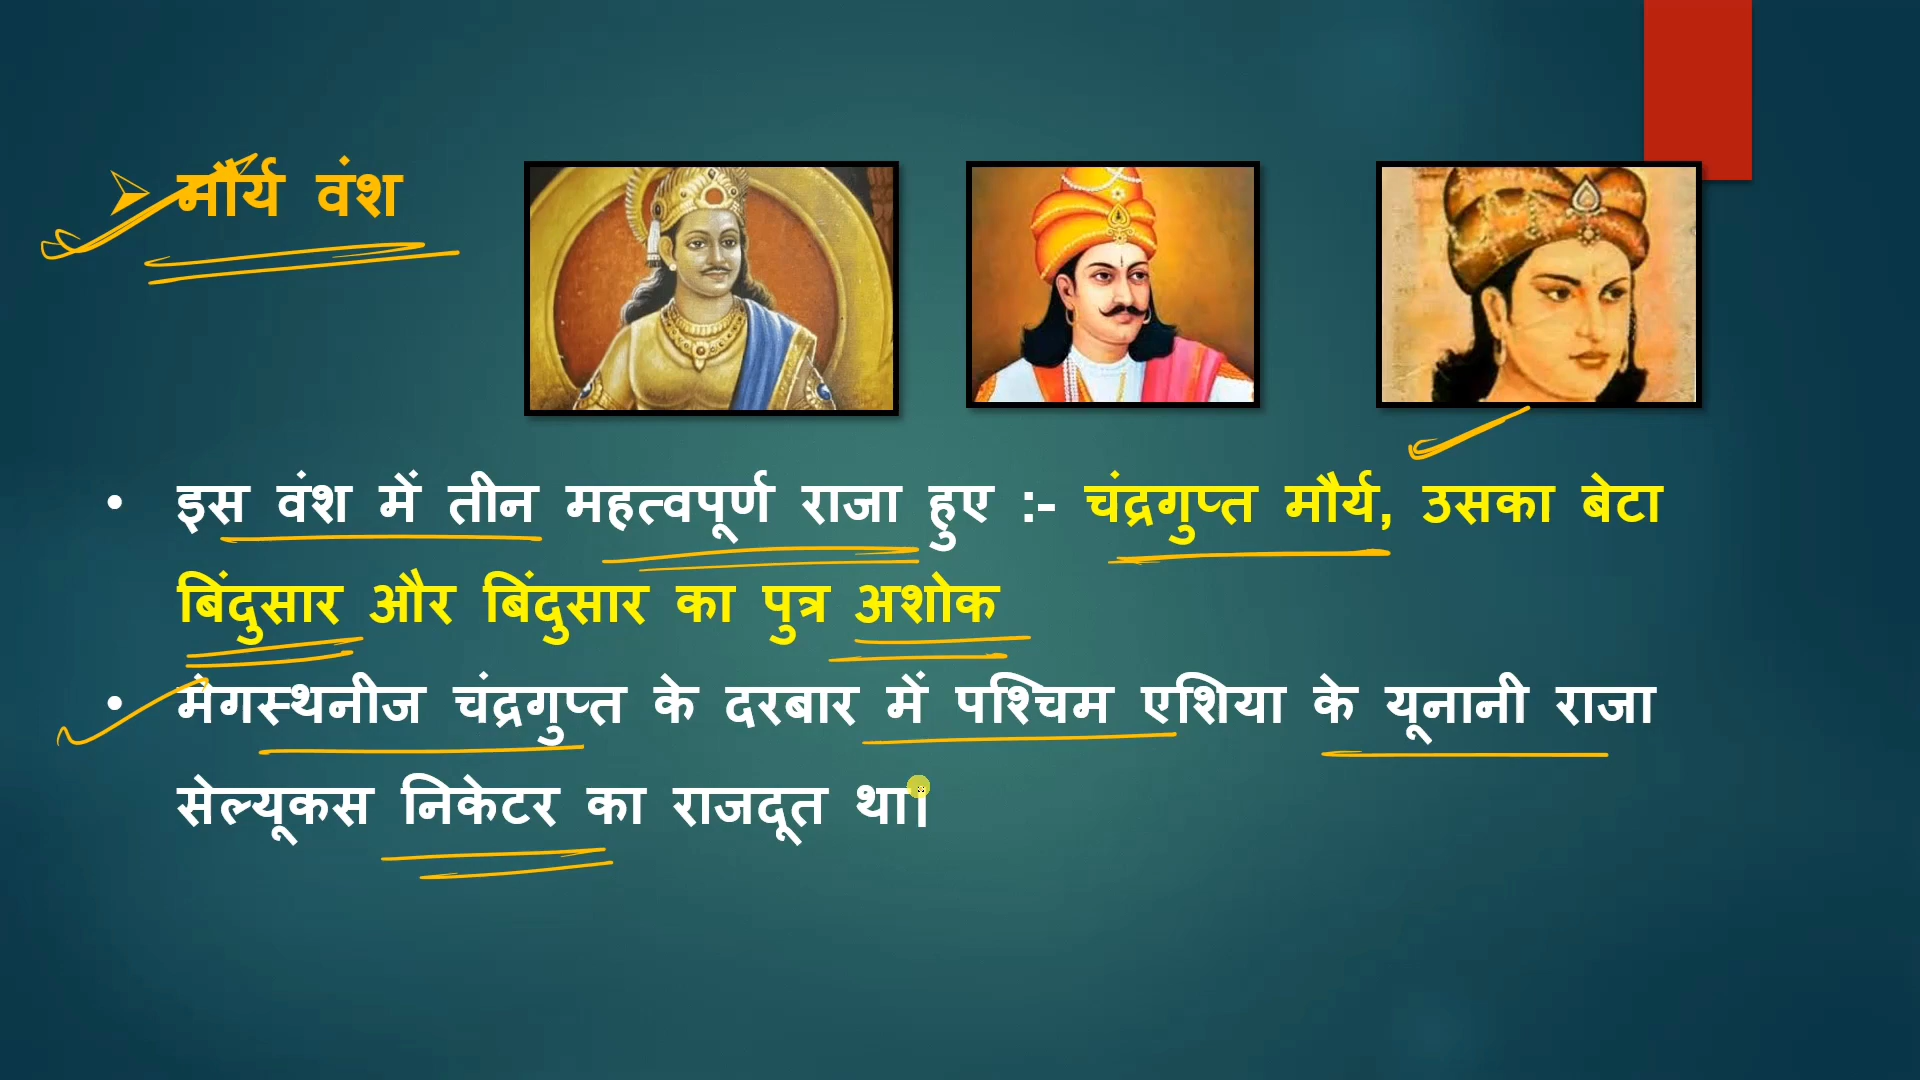 मौर्य वंश
इस वंश में तीन महत्वपूर्ण राजा हुए :- चंद्रगुप्त मौर्य, उसका बेटा
बिंदुसार और बिंदुसार का पुत्र अशोक
मेगस्थनीज चंद्रगुप्त के दरबार में पश्चिम एशिया के यूनानी राजा
सेल्यूकस निकेटर का राजदूत था|